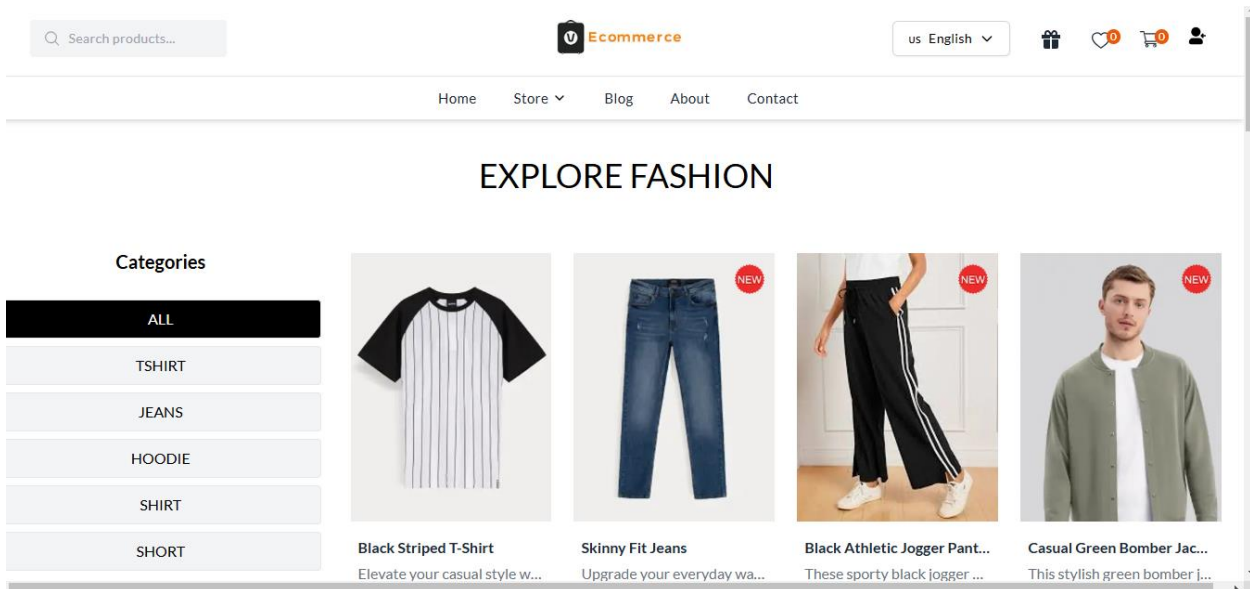 Search products...
V Ecommerce
us English
0
0
Home Store Blog About Contact
EXPLORE FASHION
Categories
ALL
TSHIRT
JEANS
HOODIE
SHIRT
SHORT
NEW
NEW
NEW
Black Striped T-Shirt
Elevate your casual style w...
Skinny Fit Jeans
Upgrade your everyday wa...
Black Athletic Jogger Pant...
These sporty black jogger ...
Casual Green Bomber Jac...
This stylish green bomber j...